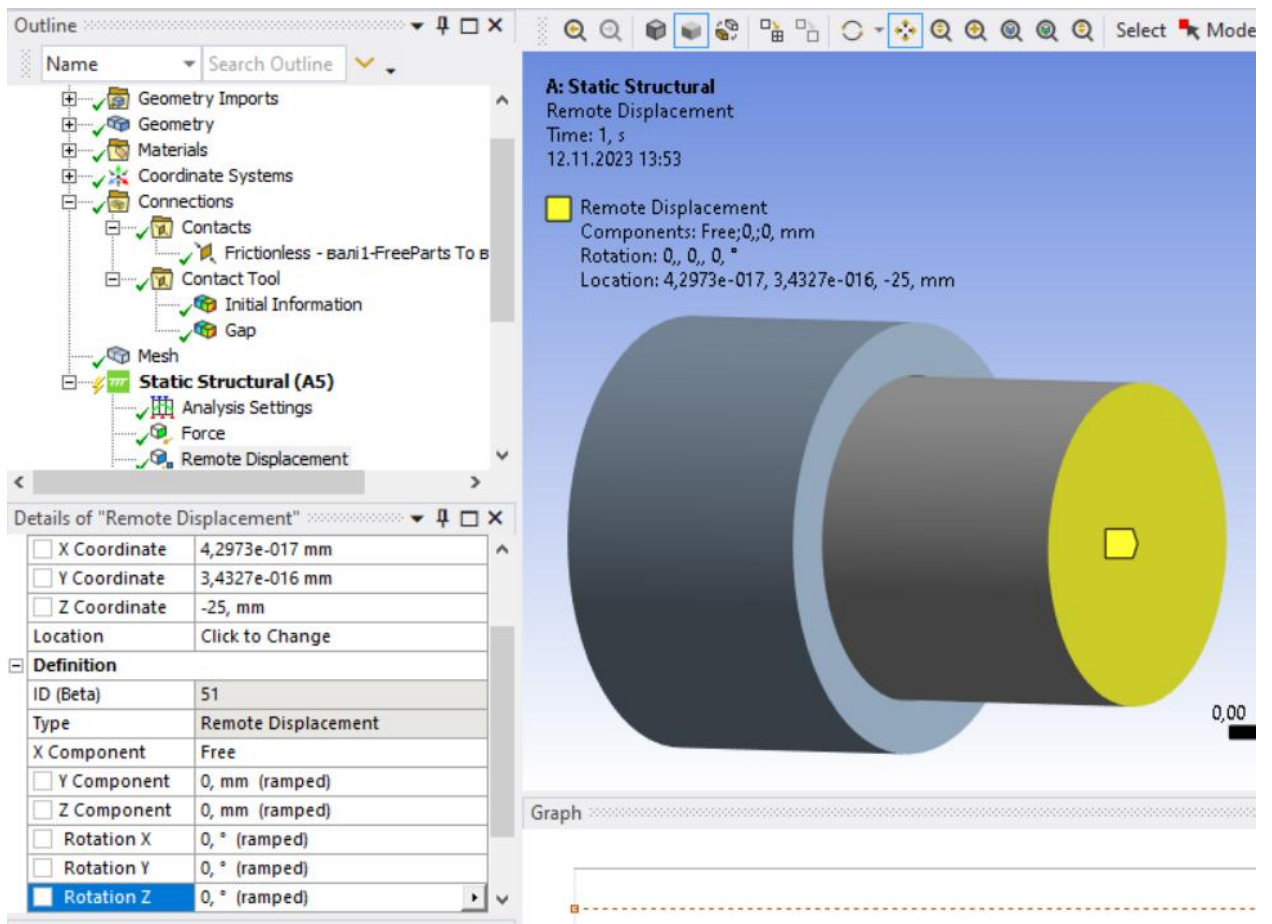 Outline
Name
Search Outline
Geometry Imports
Geometry
Materials
Coordinate Systems
Connections
Contacts
Frictionless - валі1-FreeParts To в
Contact Tool
Initial Information
Gap
Mesh
Static Structural (A5)
Analysis Settings
Force
Remote Displacement
Details of "Remote Displacement"
X Coordinate 4,2973e-017 mm
Y Coordinate 3,4327e-016 mm
Z Coordinate -25, mm
Location Click to Change
Definition
ID (Beta) 51
Type Remote Displacement
X Component Free
Y Component 0, mm (ramped)
Z Component 0, mm (ramped)
Rotation X 0, ° (ramped)
Rotation Y 0, ° (ramped)
Rotation Z 0, ° (ramped)
Select Mode
A: Static Structural
Remote Displacement
Time: 1, s
12.11.2023 13:53
Remote Displacement
Components: Free;0,;0, mm
Rotation: 0,, 0,, 0, °
Location: 4,2973e-017, 3,4327e-016, -25, mm
0,00
Graph